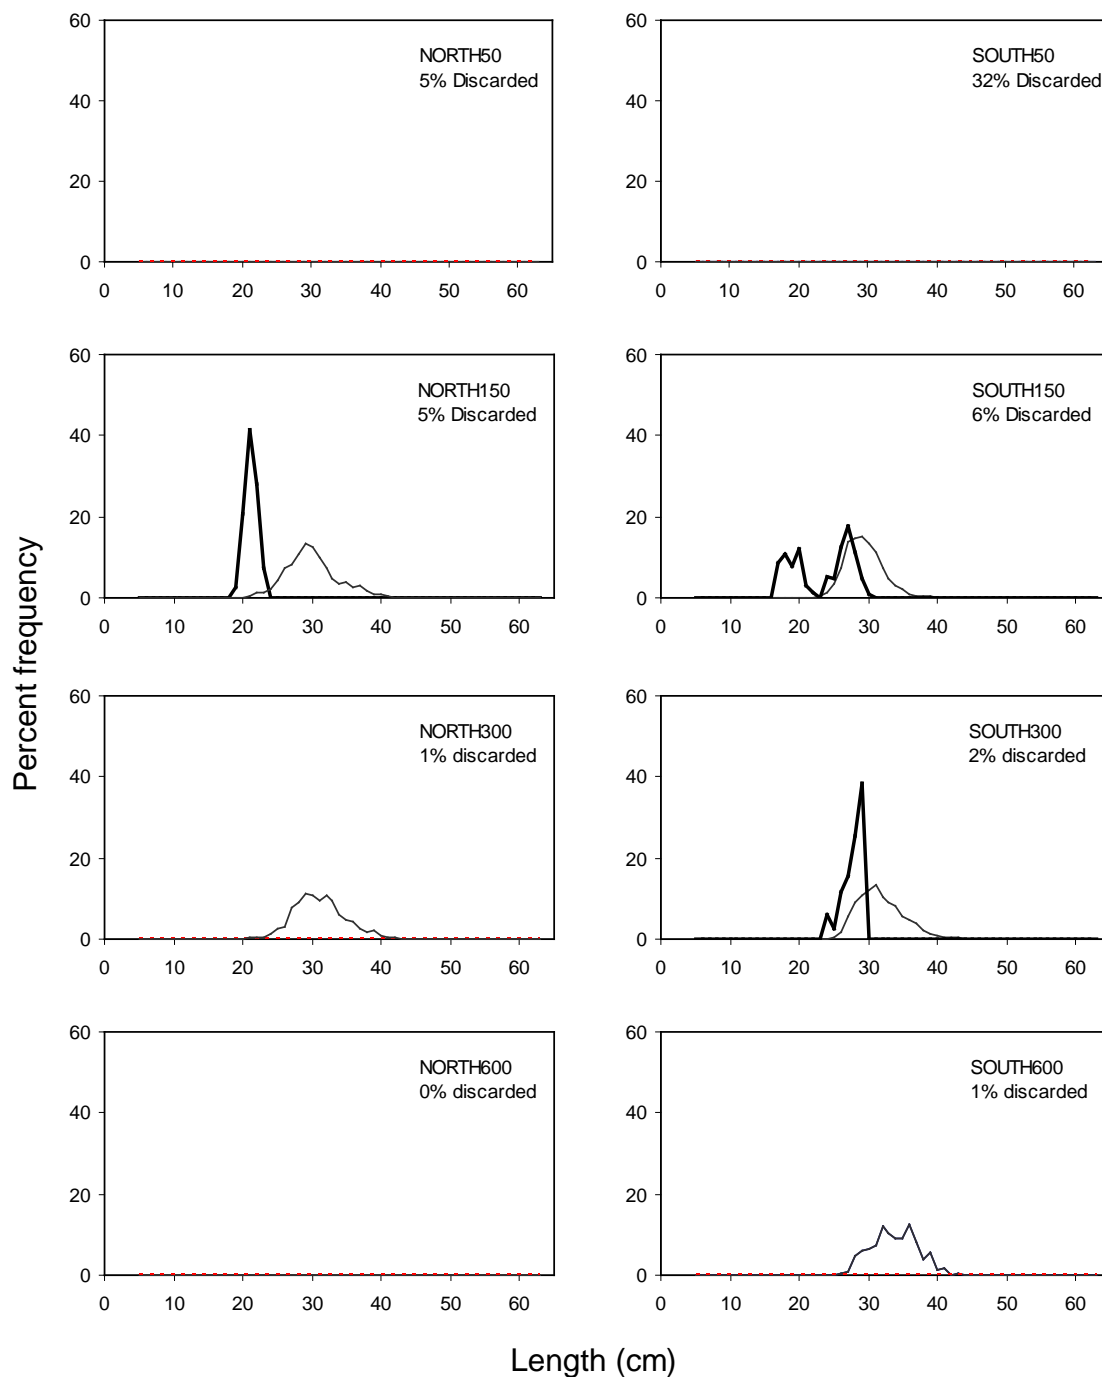 60
40
20
0
0 10 20 30 40 50 60
NORTH50
5% Discarded
60
40
20
0
0 10 20 30 40 50 60
SOUTH50
32% Discarded
60
40
20
0
0 10 20 30 40 50 60
NORTH150
5% Discarded
60
40
20
0
0 10 20 30 40 50 60
SOUTH150
6% Discarded
Percent frequency
60
40
20
0
0 10 20 30 40 50 60
NORTH300
1% discarded
60
40
20
0
0 10 20 30 40 50 60
SOUTH300
2% discarded
60
40
20
0
0 10 20 30 40 50 60
NORTH600
0% discarded
60
40
20
0
0 10 20 30 40 50 60
SOUTH600
1% discarded
Length (cm)